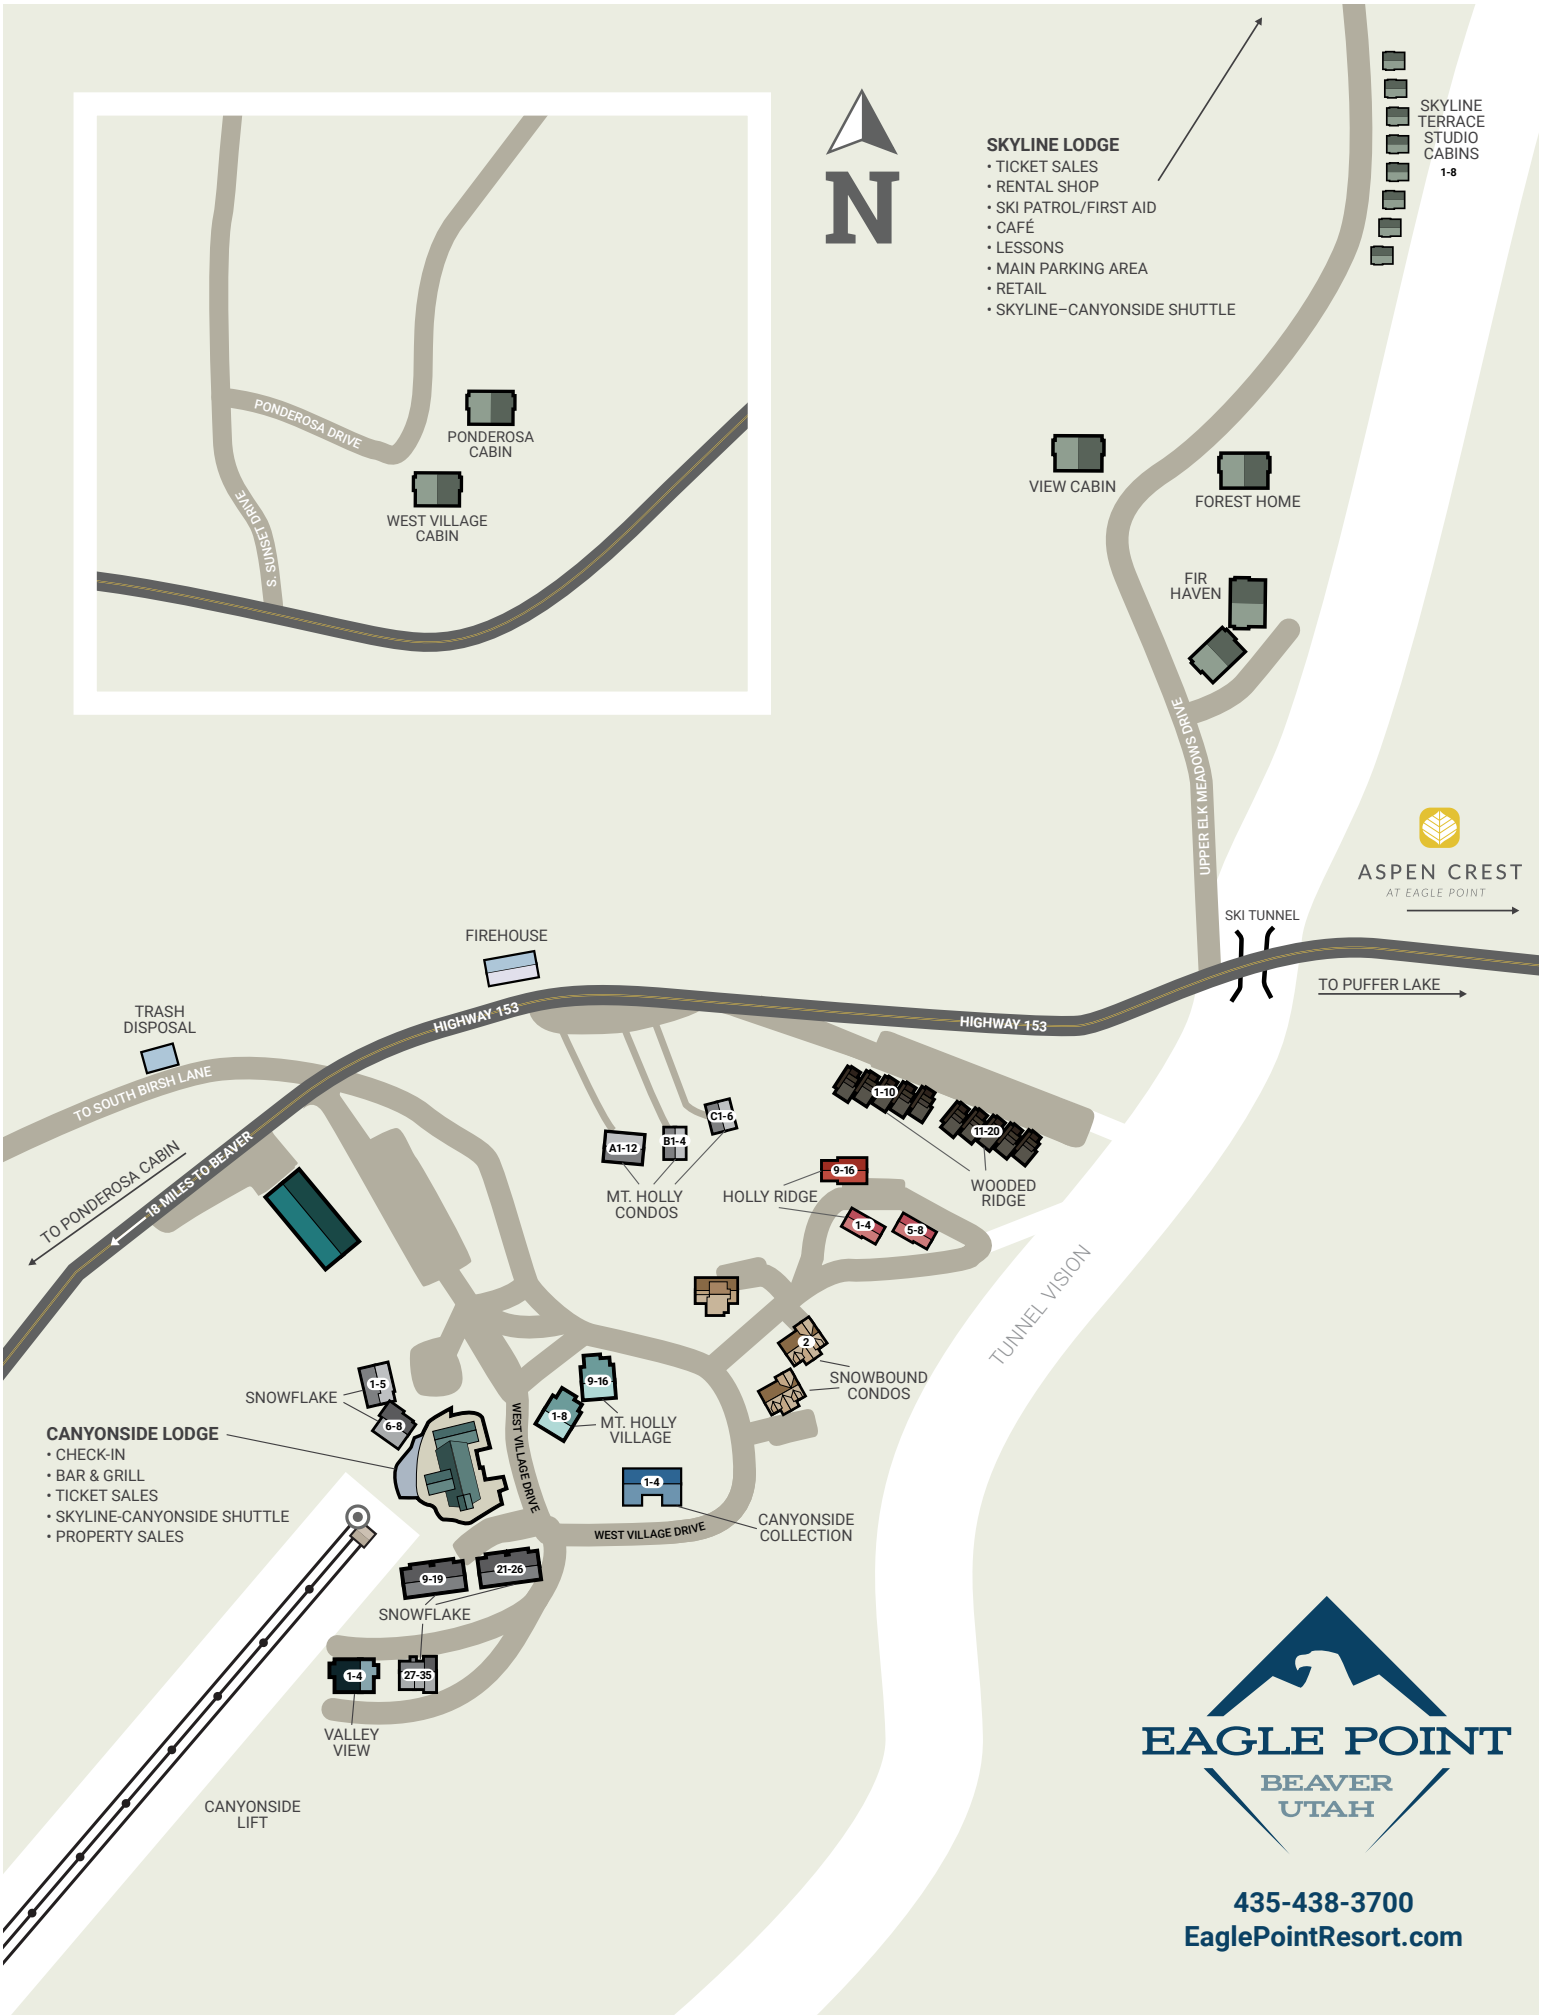 SKYLINE
TERRACE
STUDIO
CABINS
1-8
N
SKYLINE LODGE
• TICKET SALES
• RENTAL SHOP
• SKI PATROL/FIRST AID
• CAFÉ
• LESSONS
• MAIN PARKING AREA
• RETAIL
• SKYLINE–CANYONSIDE SHUTTLE
PONDEROSA DRIVE
PONDEROSA
CABIN
WEST VILLAGE
CABIN
S. SUNSET DRIVE
VIEW CABIN
FOREST HOME
FIR
HAVEN
UPPER ELK MEADOWS DRIVE
ASPEN CREST
AT EAGLE POINT
SKI TUNNEL
TO PUFFER LAKE
FIREHOUSE
HIGHWAY 153
HIGHWAY 153
TRASH
DISPOSAL
TO SOUTH BIRSH LANE
TO PONDEROSA CABIN
18 MILES TO BEAVER
A1-12
B1-4
C1-6
MT. HOLLY
CONDOS
1-10
11-20
WOODED
RIDGE
9-16
HOLLY RIDGE
1-4
5-8
TUNNEL VISION
2
SNOWBOUND
CONDOS
SNOWFLAKE
1-5
6-8
9-16
1-8
MT. HOLLY
VILLAGE
WEST VILLAGE DRIVE
CANYONSIDE LODGE
• CHECK-IN
• BAR & GRILL
• TICKET SALES
• SKYLINE-CANYONSIDE SHUTTLE
• PROPERTY SALES
1-4
CANYONSIDE
COLLECTION
WEST VILLAGE DRIVE
9-19
21-26
SNOWFLAKE
1-4
27-35
VALLEY
VIEW
CANYONSIDE
LIFT
EAGLE POINT
BEAVER
UTAH
435-438-3700
EaglePointResort.com